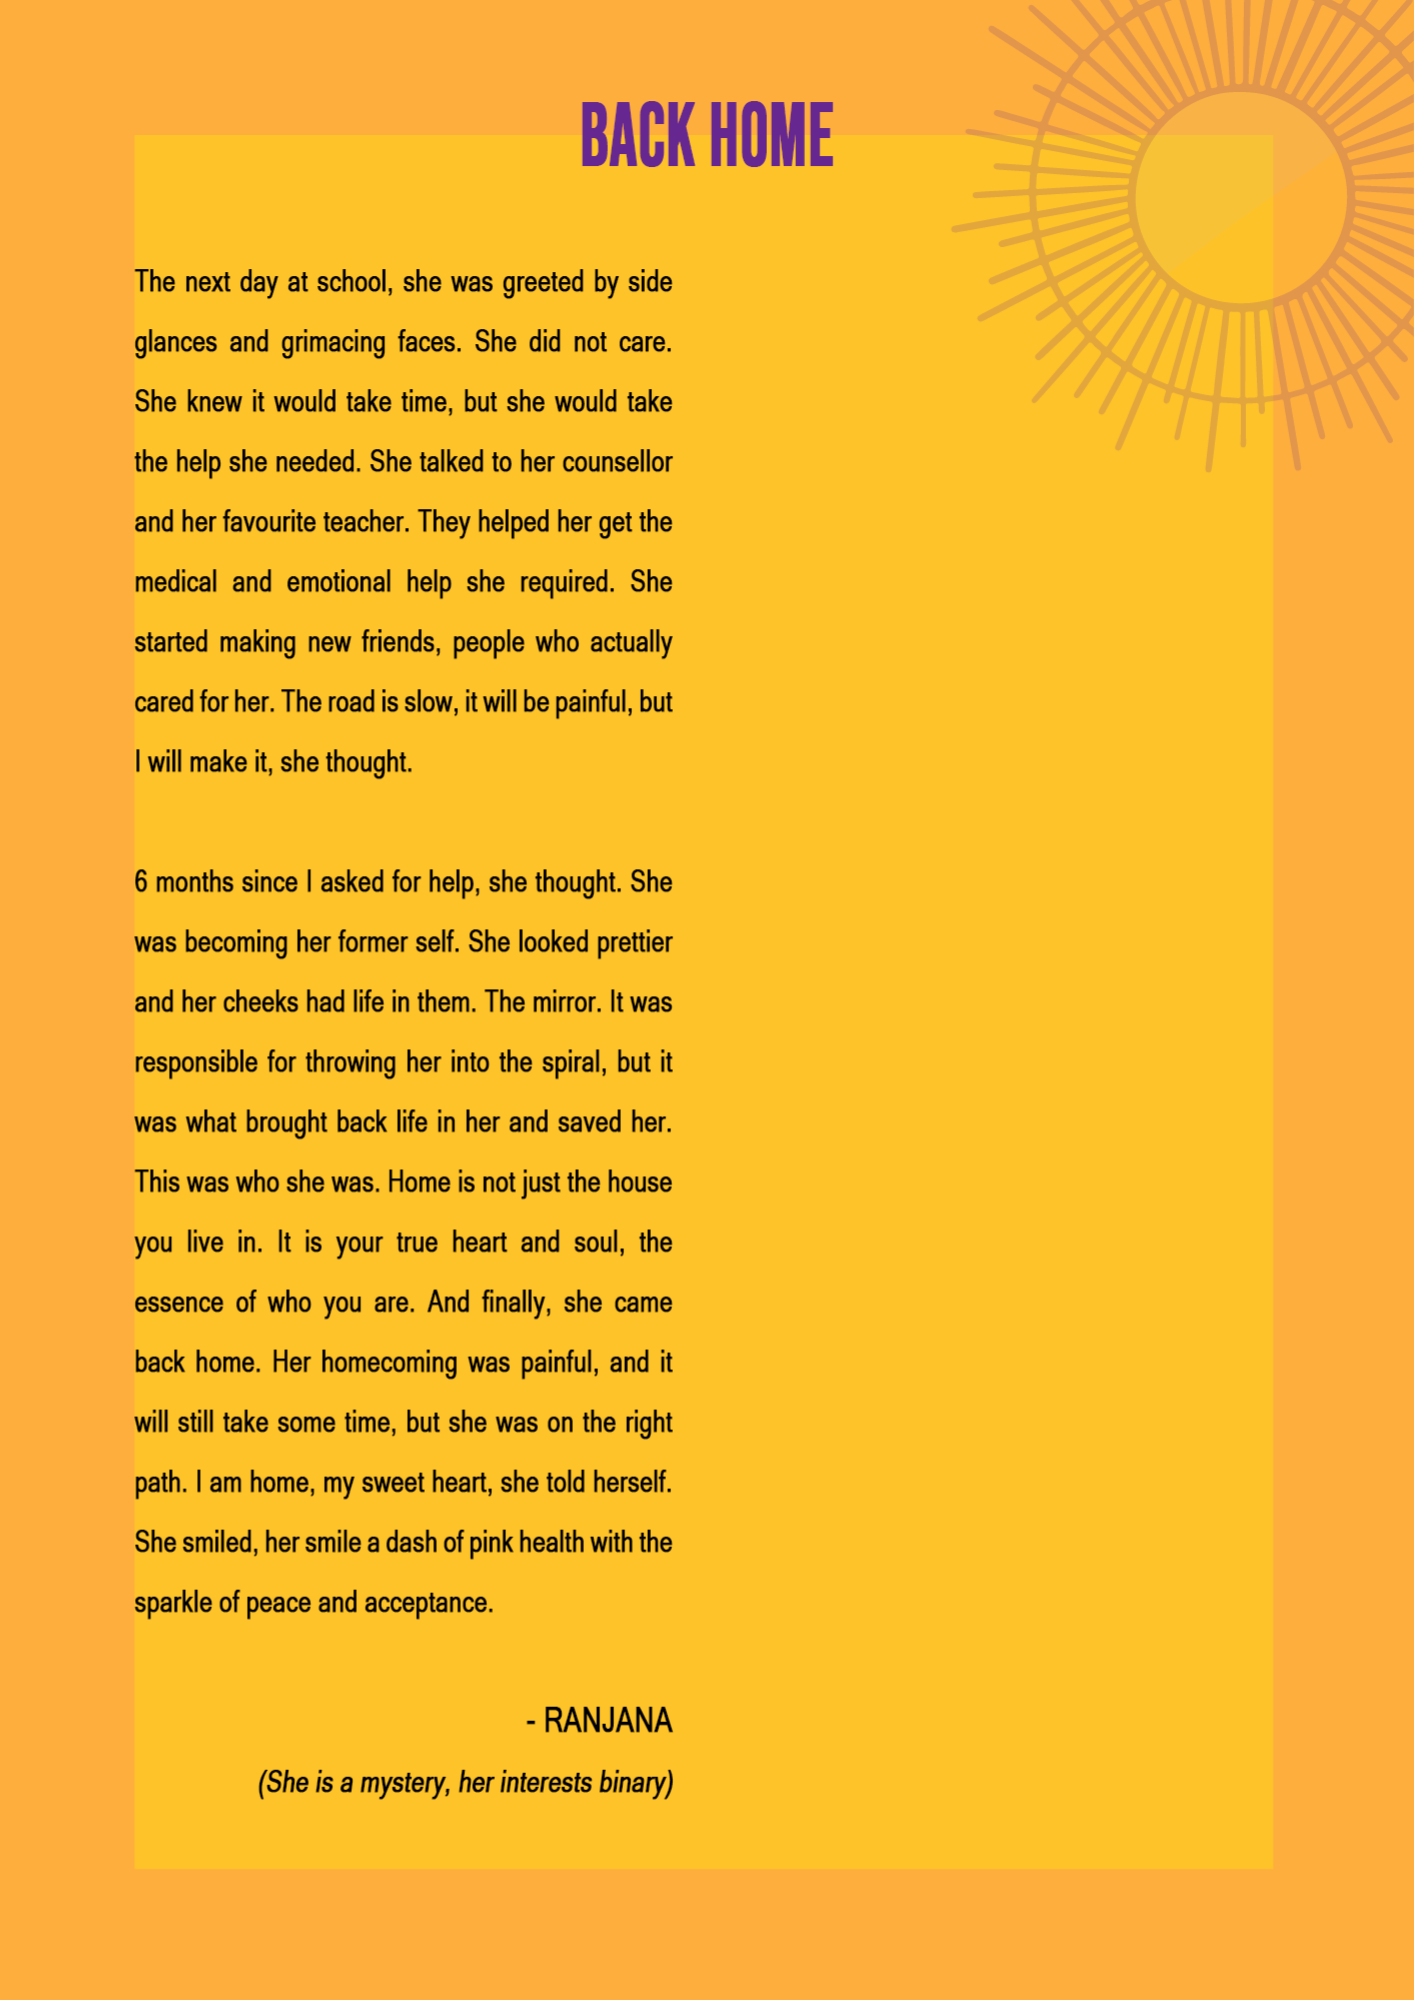 BACK HOME
The next day at school, she was greeted by side
glances and grimacing faces. She did not care.
She knew it would take time, but she would take
the help she needed. She talked to her counsellor
and her favourite teacher. They helped her get the
medical and emotional help she required. She
started making new friends, people who actually
cared for her. The road is slow, it will be painful, but
I will make it, she thought.
6 months since I asked for help, she thought. She
was becoming her former self. She looked prettier
and her cheeks had life in them. The mirror. It was
responsible for throwing her into the spiral, but it
was what brought back life in her and saved her.
This was who she was. Home is not just the house
you live in. It is your true heart and soul, the
essence of who you are. And finally, she came
back home. Her homecoming was painful, and it
will still take some time, but she was on the right
path. I am home, my sweet heart, she told herself.
She smiled, her smile a dash of pink health with the
sparkle of peace and acceptance.
- RANJANA
(She is a mystery, her interests binary)